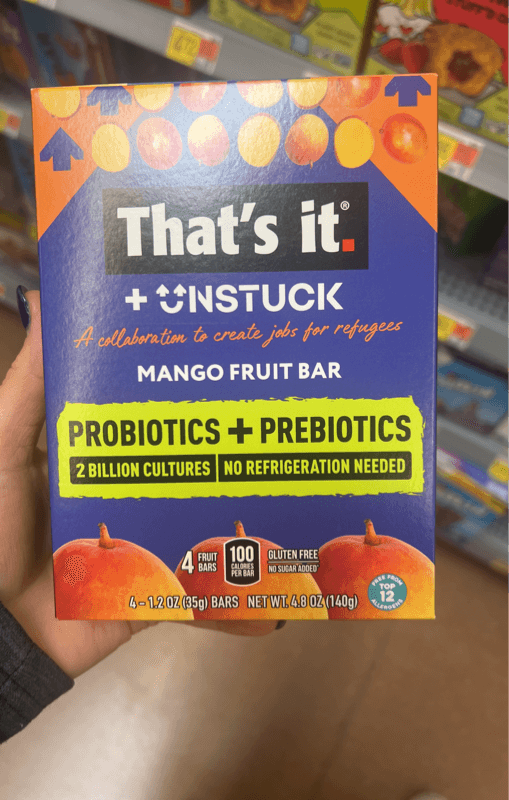 That's it.®
+ UNSTUCK
A collaboration to create jobs for refugees
MANGO FRUIT BAR
PROBIOTICS + PREBIOTICS
2 BILLION CULTURES NO REFRIGERATION NEEDED
4 FRUIT BARS
100 CALORIES PER BAR
GLUTEN FREE
NO SUGAR ADDED*
FREE FROM TOP 12 ALLERGENS
4 - 1.2 OZ (35g) BARS NET WT. 4.8 OZ (140g)